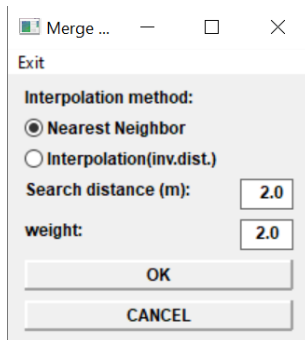 Merge ...
Exit
Interpolation method:
Nearest Neighbor
Interpolation(inv.dist.)
Search distance (m): 2.0
weight: 2.0
OK
CANCEL